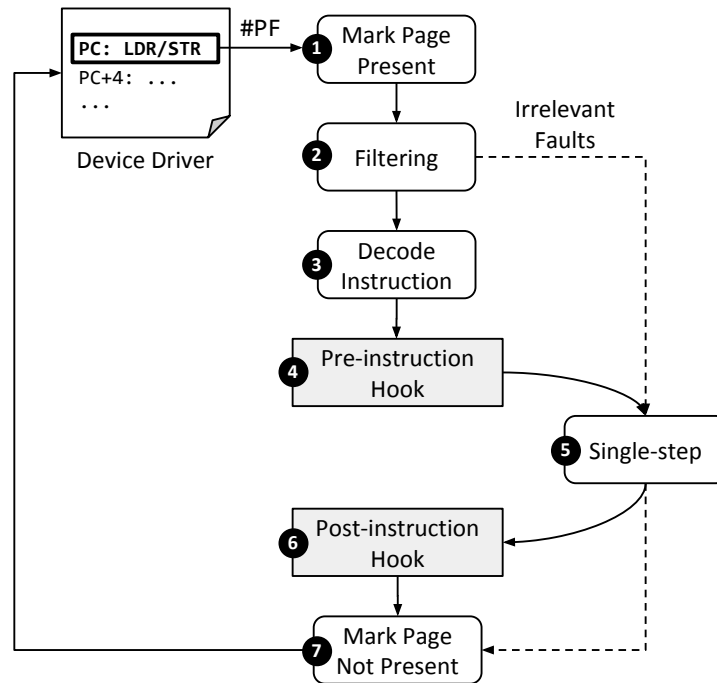 #PF
PC: LDR/STR
PC+4: ...
...
Device Driver
1
Mark Page
Present
Irrelevant
Faults
2
Filtering
3
Decode
Instruction
4
Pre-instruction
Hook
5
Single-step
6
Post-instruction
Hook
7
Mark Page
Not Present